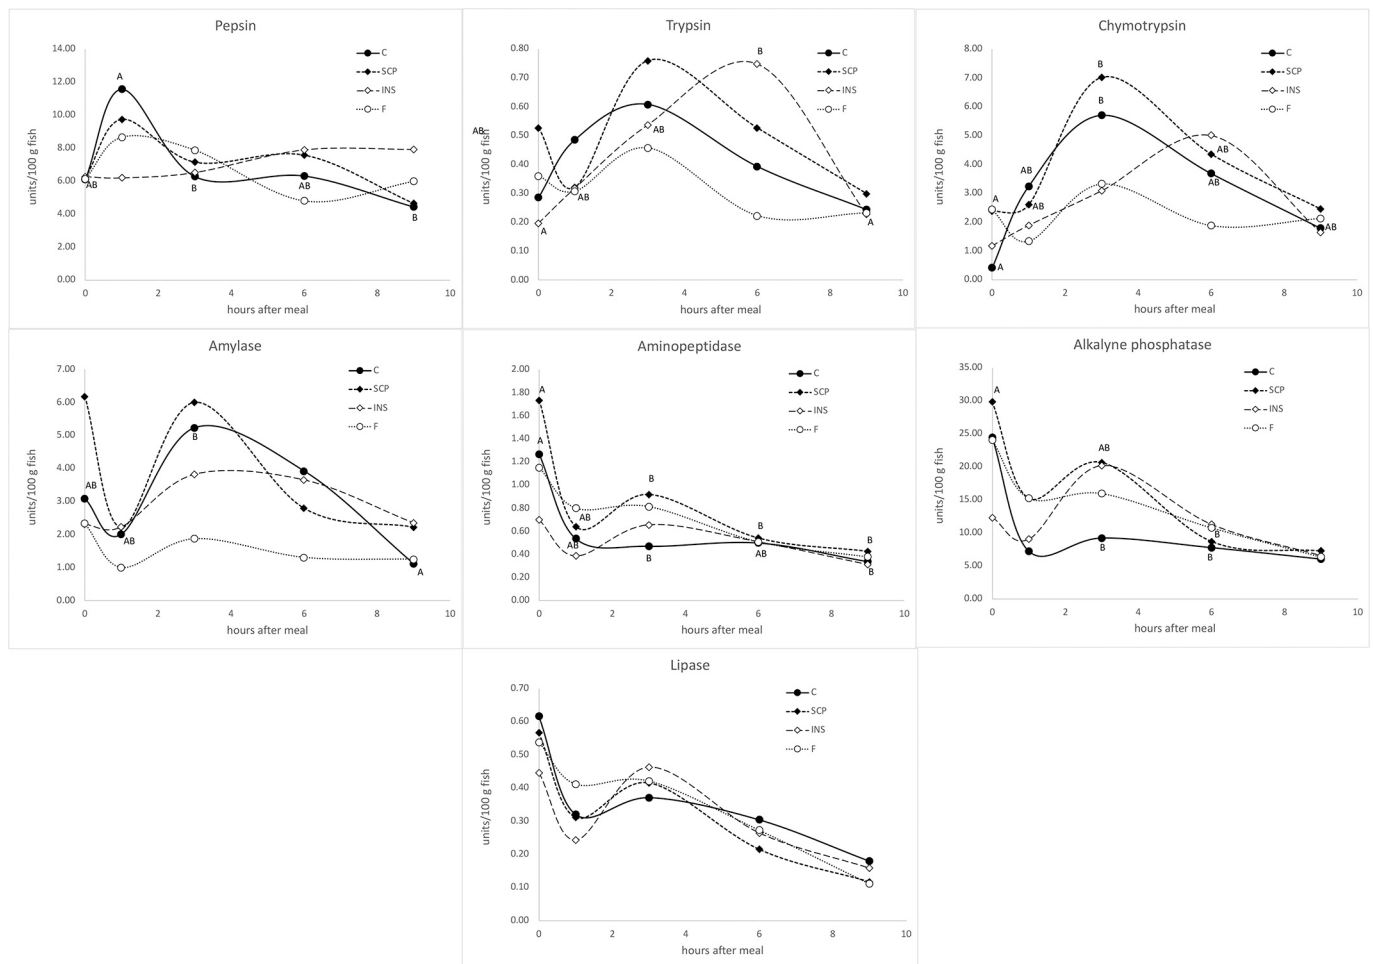 Pepsin
14.00
12.00
10.00
8.00
6.00
4.00
2.00
0.00
units/100 g fish
0 2 4 6 8 10
hours after meal
C
SCP
INS
F
AB
A
B
AB
B
Trypsin
0.80
0.70
0.60
0.50
0.40
0.30
0.20
0.10
0.00
units/100 g fish
0 2 4 6 8 10
hours after meal
C
SCP
INS
F
AB
A
AB
AB
B
A
Chymotrypsin
8.00
7.00
6.00
5.00
4.00
3.00
2.00
1.00
0.00
units/100 g fish
0 2 4 6 8 10
hours after meal
C
SCP
INS
F
A
A
AB
AB
B
B
AB
AB
AB
Amylase
7.00
6.00
5.00
4.00
3.00
2.00
1.00
0.00
units/100 g fish
0 2 4 6 8 10
hours after meal
C
SCP
INS
F
AB
AB
B
A
Aminopeptidase
2.00
1.80
1.60
1.40
1.20
1.00
0.80
0.60
0.40
0.20
0.00
units/100 g fish
0 2 4 6 8 10
hours after meal
C
SCP
INS
F
A
A
AB
AB
B
B
B
AB
B
B
Alkalyne phosphatase
35.00
30.00
25.00
20.00
15.00
10.00
5.00
0.00
units/100 g fish
0 2 4 6 8 10
hours after meal
C
SCP
INS
F
A
AB
B
B
B
B
Lipase
0.70
0.60
0.50
0.40
0.30
0.20
0.10
0.00
units/100 g fish
0 2 4 6 8 10
hours after meal
C
SCP
INS
F